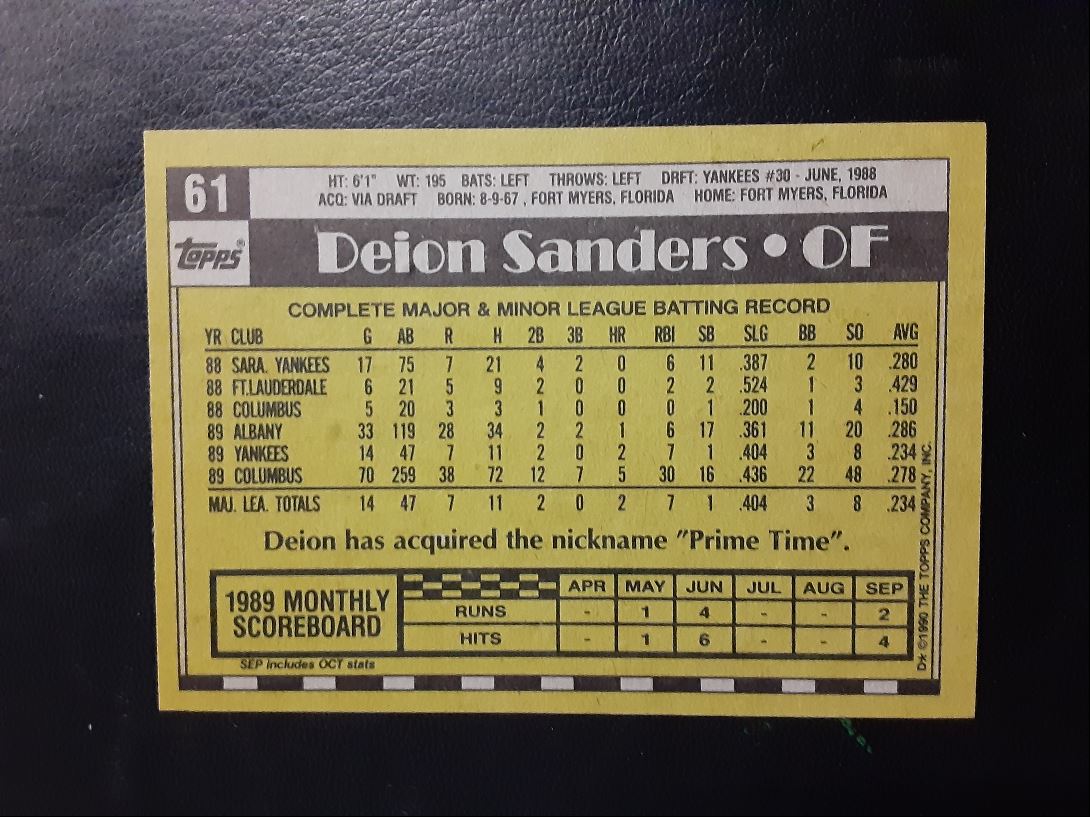 61
HT: 6'1" WT: 195 BATS: LEFT THROWS: LEFT DRFT: YANKEES #30 - JUNE, 1988
ACQ: VIA DRAFT BORN: 8-9-67 , FORT MYERS, FLORIDA HOME: FORT MYERS, FLORIDA
TOPPS®
Deion Sanders • OF
COMPLETE MAJOR & MINOR LEAGUE BATTING RECORD
YR CLUB G AB R H 2B 3B HR RBI SB SLG BB SO AVG
88 SARA. YANKEES 17 75 7 21 4 2 0 6 11 .387 2 10 .280
88 FT.LAUDERDALE 6 21 5 9 2 0 0 2 2 .524 1 3 .429
88 COLUMBUS 5 20 3 3 1 0 0 0 1 .200 1 4 .150
89 ALBANY 33 119 28 34 2 2 1 6 17 .361 11 20 .286
89 YANKEES 14 47 7 11 2 0 2 7 1 .404 3 8 .234
89 COLUMBUS 70 259 38 72 12 7 5 30 16 .436 22 48 .278
MAJ. LEA. TOTALS 14 47 7 11 2 0 2 7 1 .404 3 8 .234
Deion has acquired the nickname "Prime Time".
1989 MONTHLY
SCOREBOARD
APR MAY JUN JUL AUG SEP
RUNS - 1 4 - - 2
HITS - 1 6 - - 4
SEP includes OCT stats
D* ©1990 THE TOPPS COMPANY, INC.